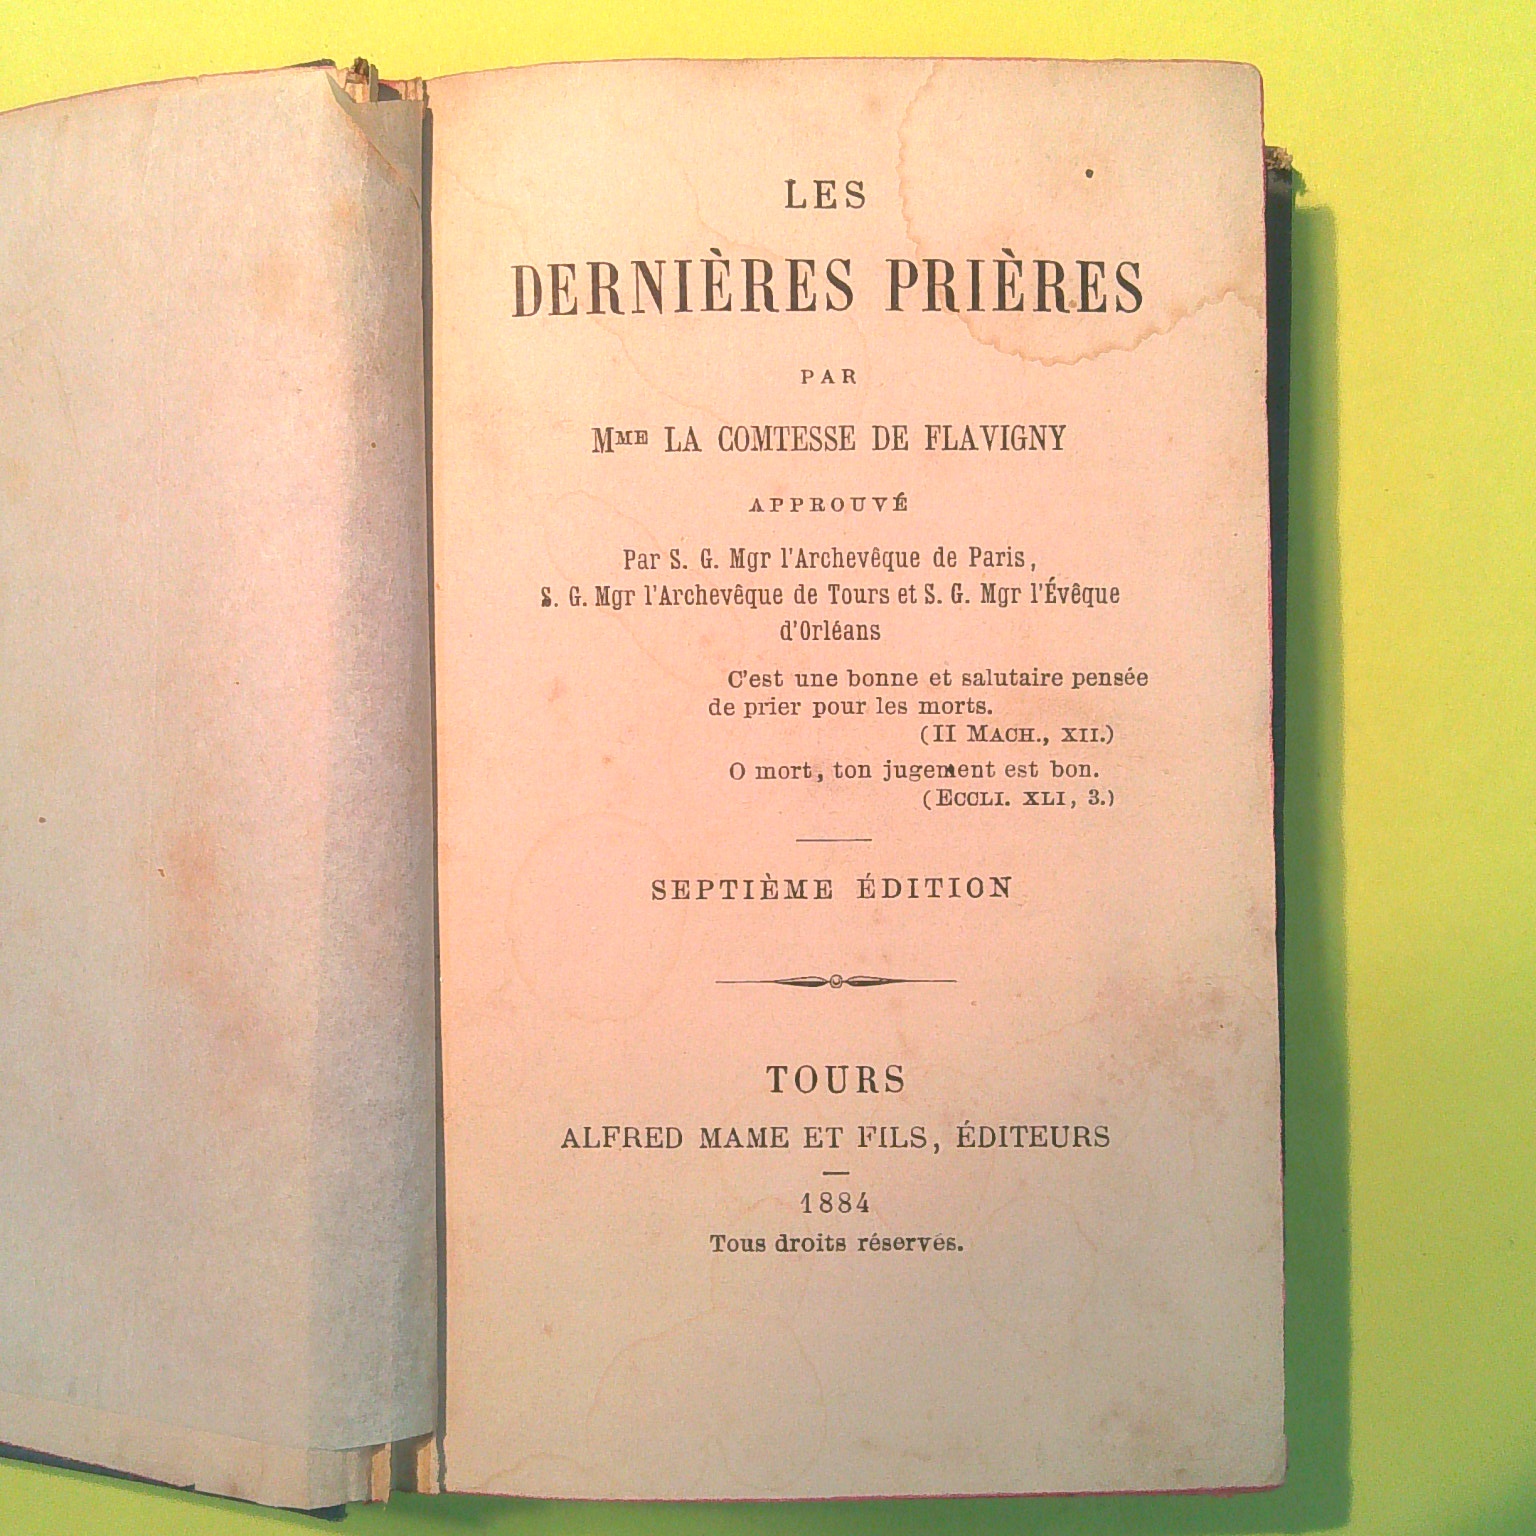 LES
DERNIÈRES PRIÈRES
PAR
MME LA COMTESSE DE FLAVIGNY
APPROUVÉ
Par S. G. Mgr l'Archevêque de Paris,
S. G. Mgr l'Archevêque de Tours et S. G. Mgr l'Évêque
d'Orléans
C'est une bonne et salutaire pensée
de prier pour les morts.
(II MACH., XII.)
O mort, ton jugement est bon.
(ECCLI. XLI, 3.)
SEPTIÈME ÉDITION
TOURS
ALFRED MAME ET FILS, ÉDITEURS
1884
Tous droits réservés.